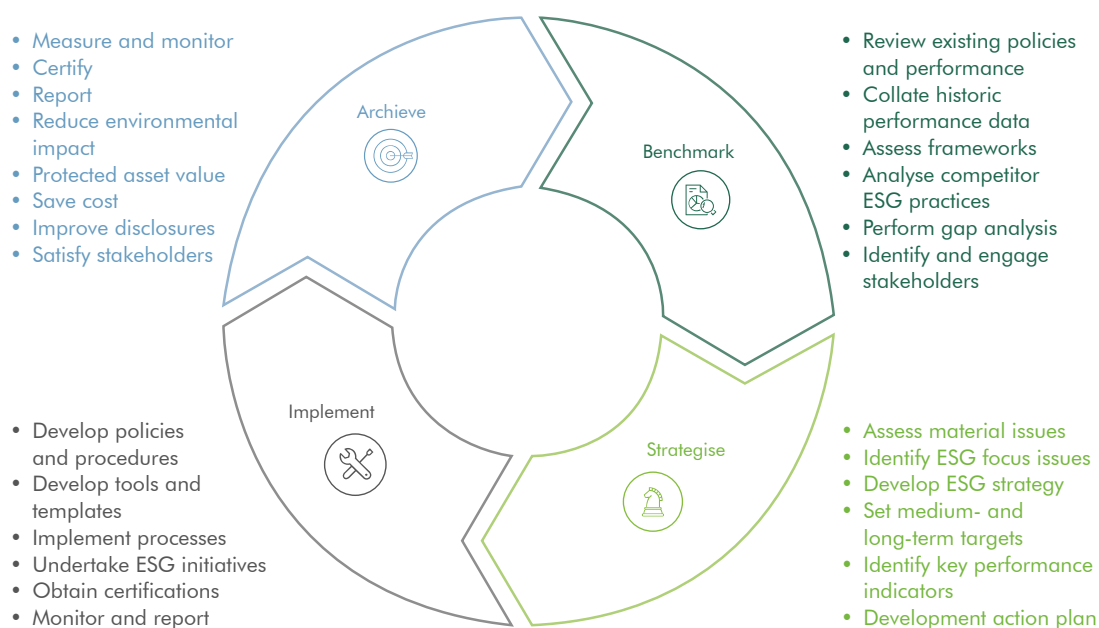 Archieve
• Measure and monitor
• Certify
• Report
• Reduce environmental
impact
• Protected asset value
• Save cost
• Improve disclosures
• Satisfy stakeholders
Benchmark
• Review existing policies
and performance
• Collate historic
performance data
• Assess frameworks
• Analyse competitor
ESG practices
• Perform gap analysis
• Identify and engage
stakeholders
Implement
• Develop policies
and procedures
• Develop tools and
templates
• Implement processes
• Undertake ESG initiatives
• Obtain certifications
• Monitor and report
Strategise
• Assess material issues
• Identify ESG focus issues
• Develop ESG strategy
• Set medium- and
long-term targets
• Identify key performance
indicators
• Development action plan